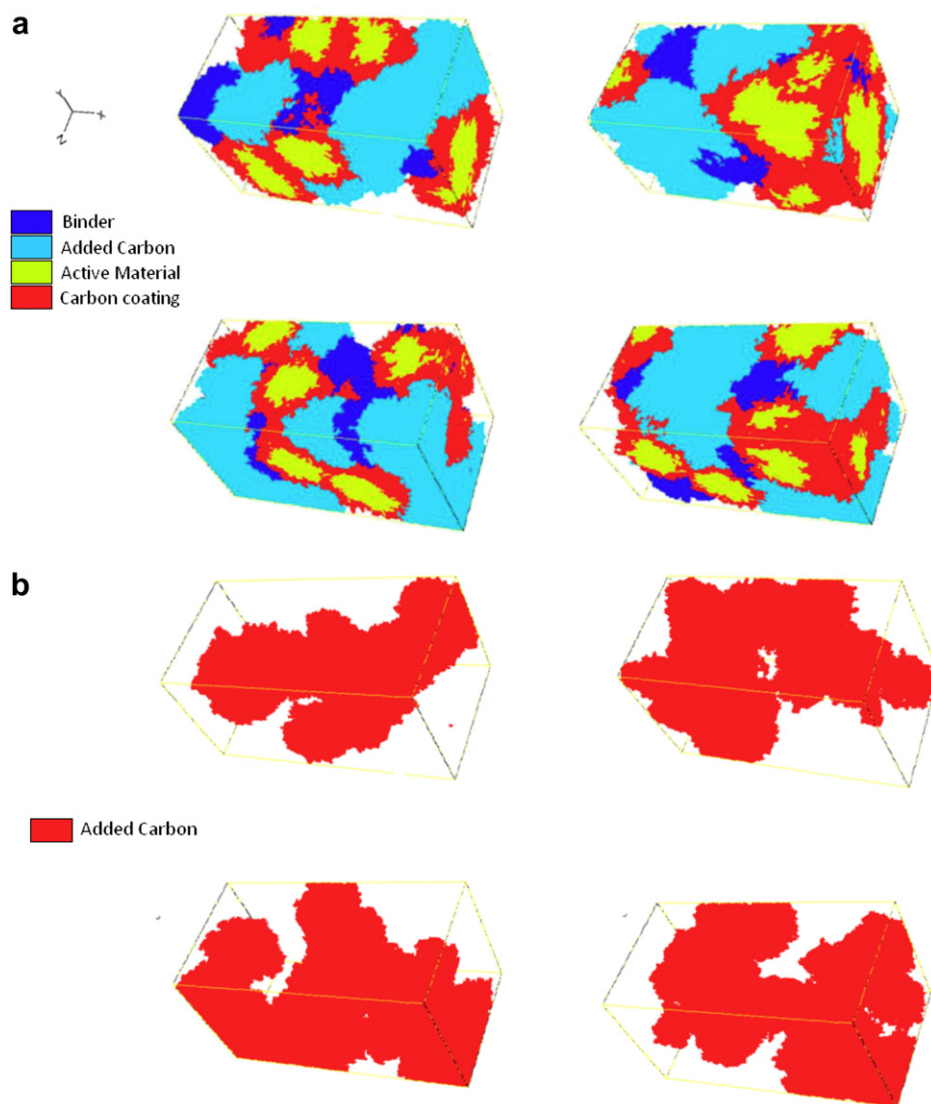 a
Y
X
Z
Binder
Added Carbon
Active Material
Carbon coating
b
Added Carbon